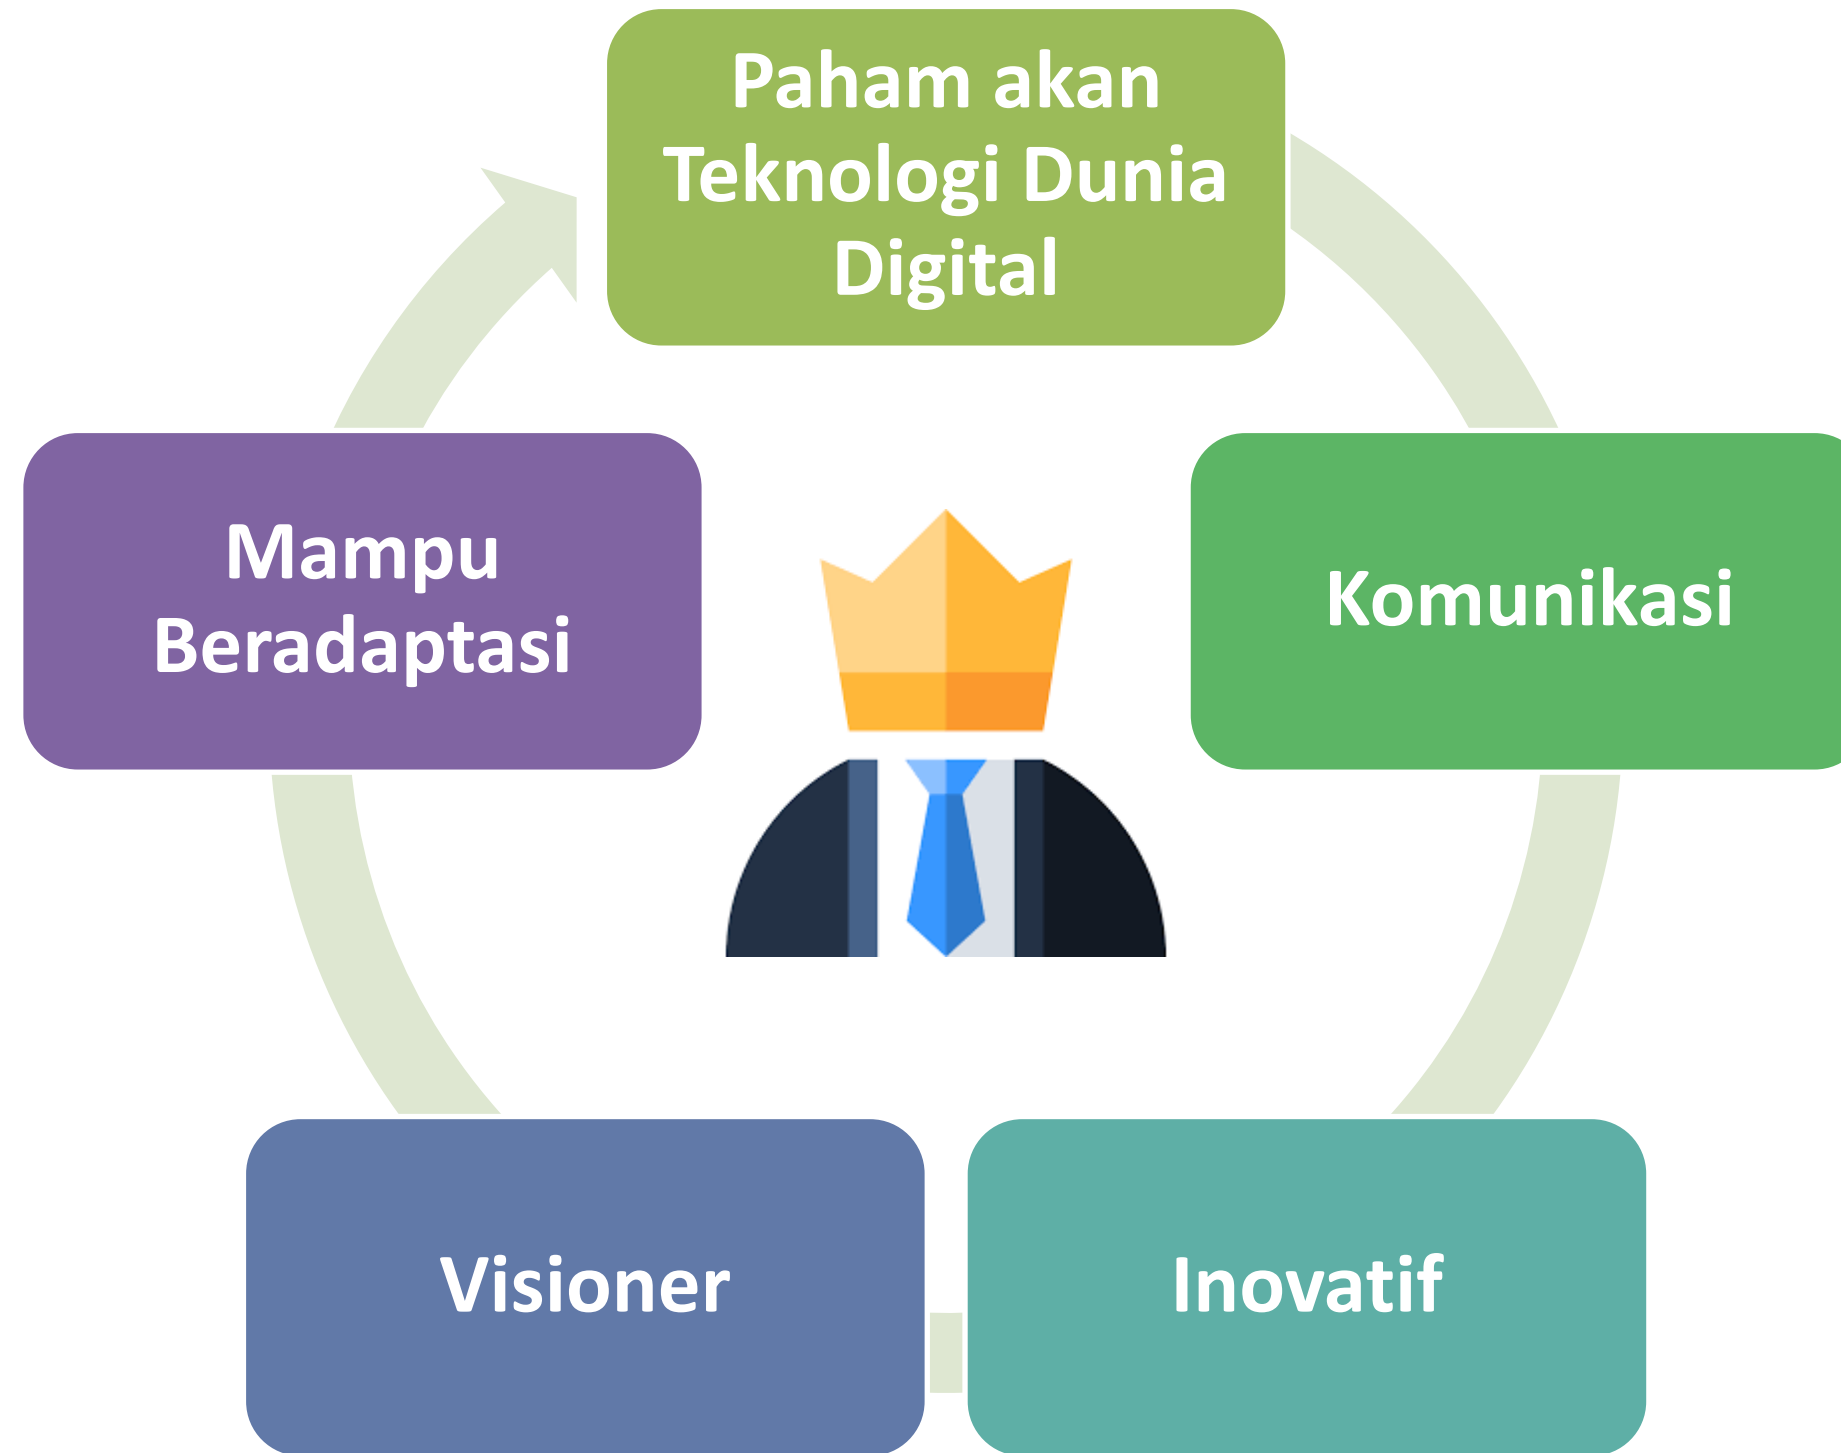 Paham akan
Teknologi Dunia
Digital
Komunikasi
Inovatif
Visioner
Mampu
Beradaptasi